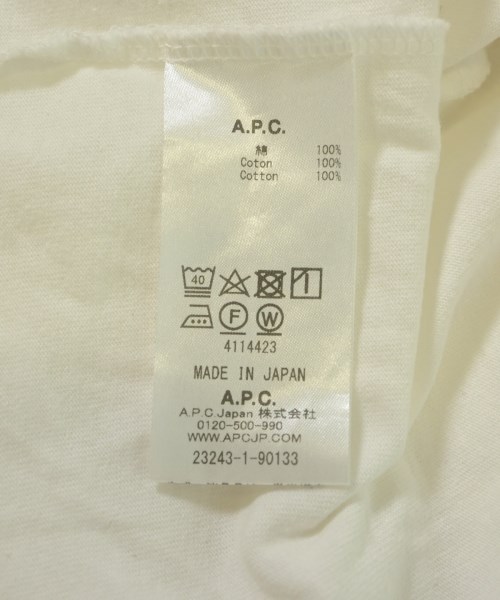 A.P.C.
綿 100%
Coton 100%
Cotton 100%
40
F W
4114423
MADE IN JAPAN
A.P.C.
A.P.C.Japan 株式会社
0120-500-990
WWW.APCJP.COM
23243-1-90133